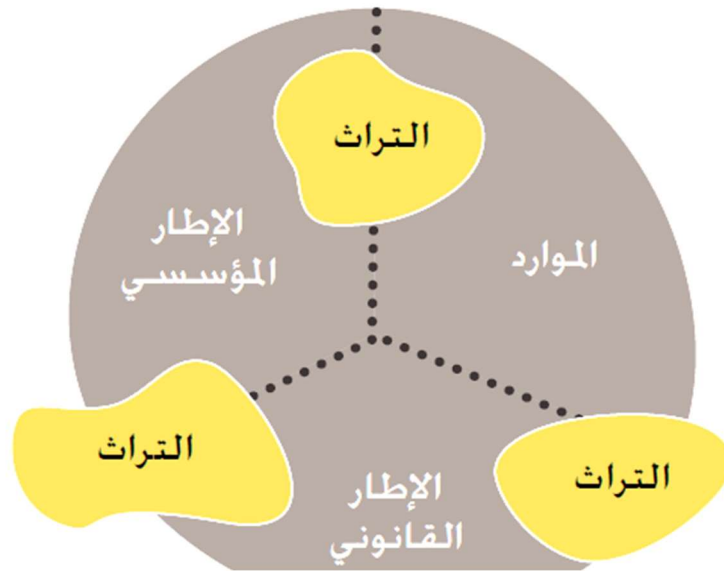 التراث
الموارد
الإطار
المؤسسي
التراث
التراث
الإطار
القانوني